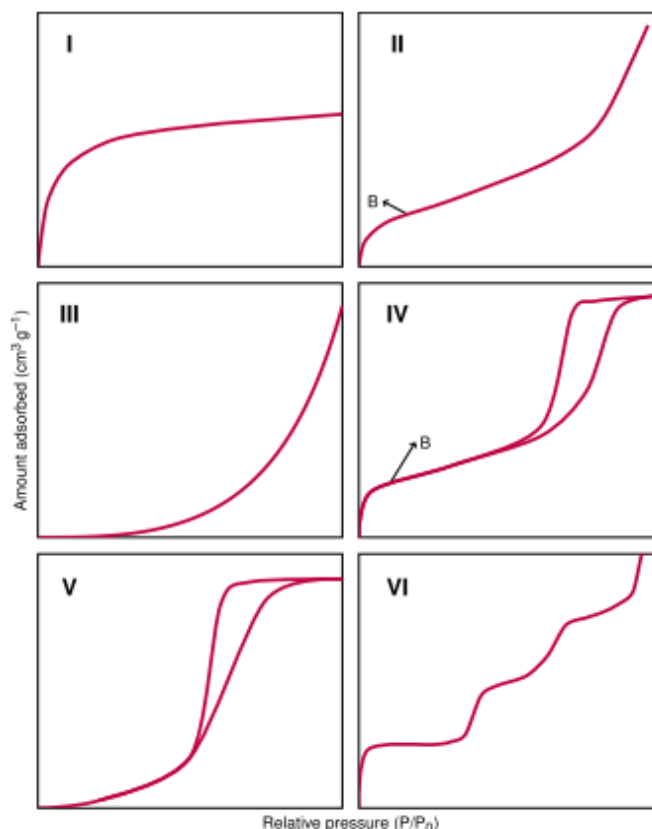 I
II
B
III
IV
B
V
VI
Amount adsorbed (cm³ g⁻¹)
Relative pressure (P/P₀)